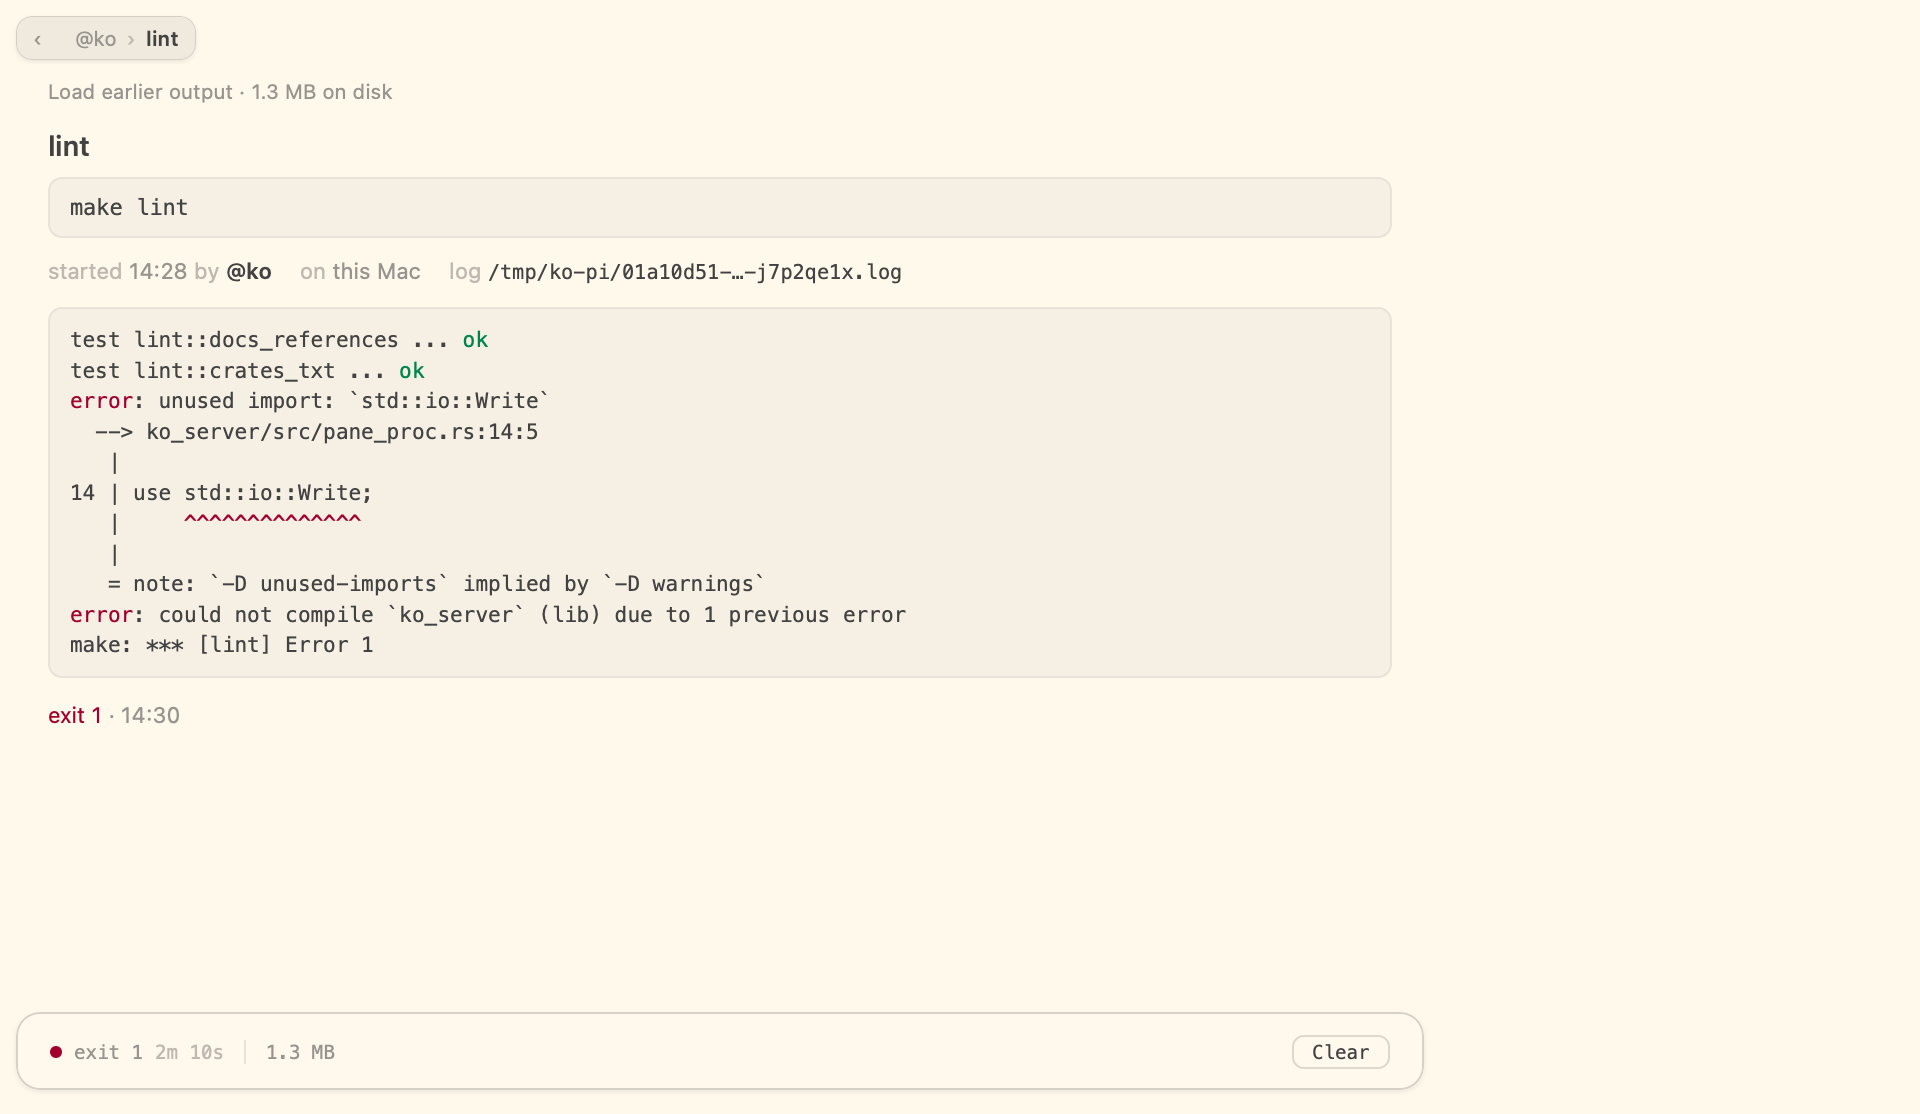 ‹ @ko › lint
Load earlier output · 1.3 MB on disk
lint
make lint
started 14:28 by @ko on this Mac log /tmp/ko-pi/01a10d51-…-j7p2qe1x.log
test lint::docs_references ... ok
test lint::crates_txt ... ok
error: unused import: `std::io::Write`
  --> ko_server/src/pane_proc.rs:14:5
   |
14 | use std::io::Write;
   |     ^^^^^^^^^^^^^^
   |
   = note: `-D unused-imports` implied by `-D warnings`
error: could not compile `ko_server` (lib) due to 1 previous error
make: *** [lint] Error 1
exit 1 · 14:30
exit 1 2m 10s | 1.3 MB Clear